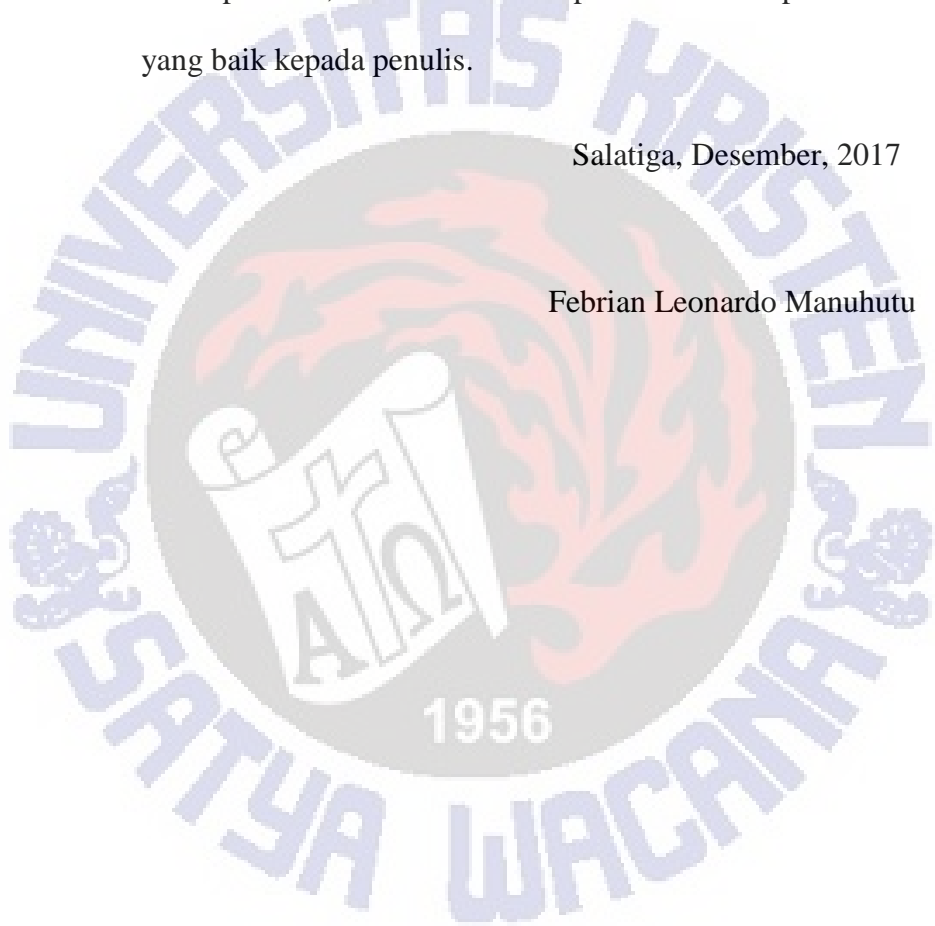 yang baik kepada penulis.
Salatiga, Desember, 2017
Febrian Leonardo Manuhutu
UNIVERSITAS KRISTEN
Α Ω
1956
SATYA WACANA